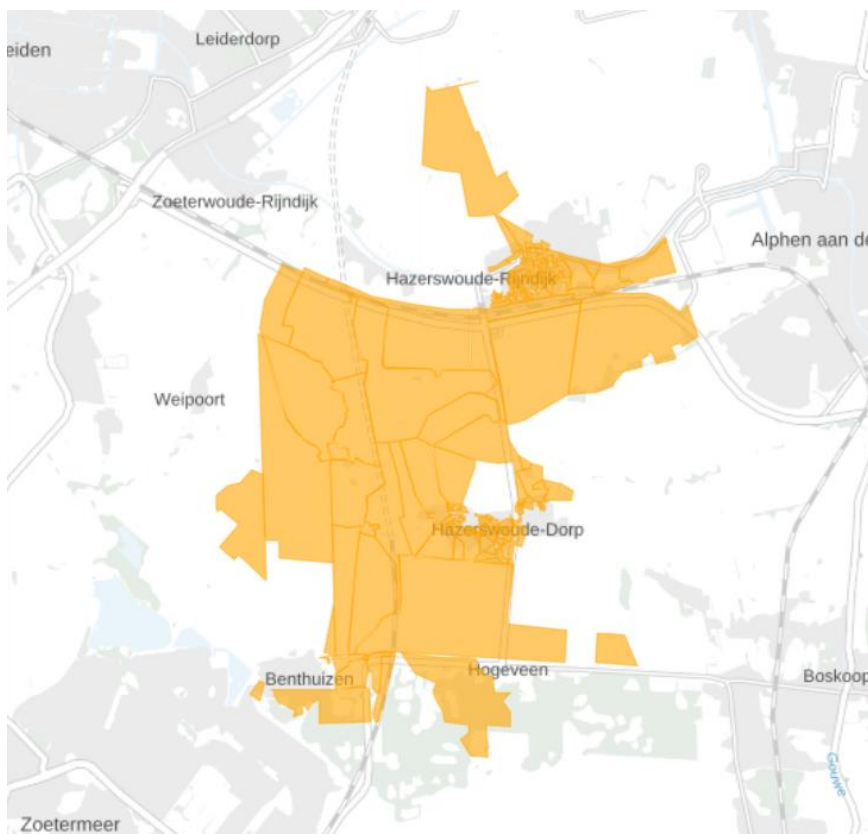 Leiderdorp
eiden
Zoeterwoude-Rijndijk
Alphen aan de
Hazerswoude-Rijndijk
Weipoort
Hazerswoude-Dorp
Hogeveen
Benthuizen
Boskoop
Gouwe
Zoetermeer